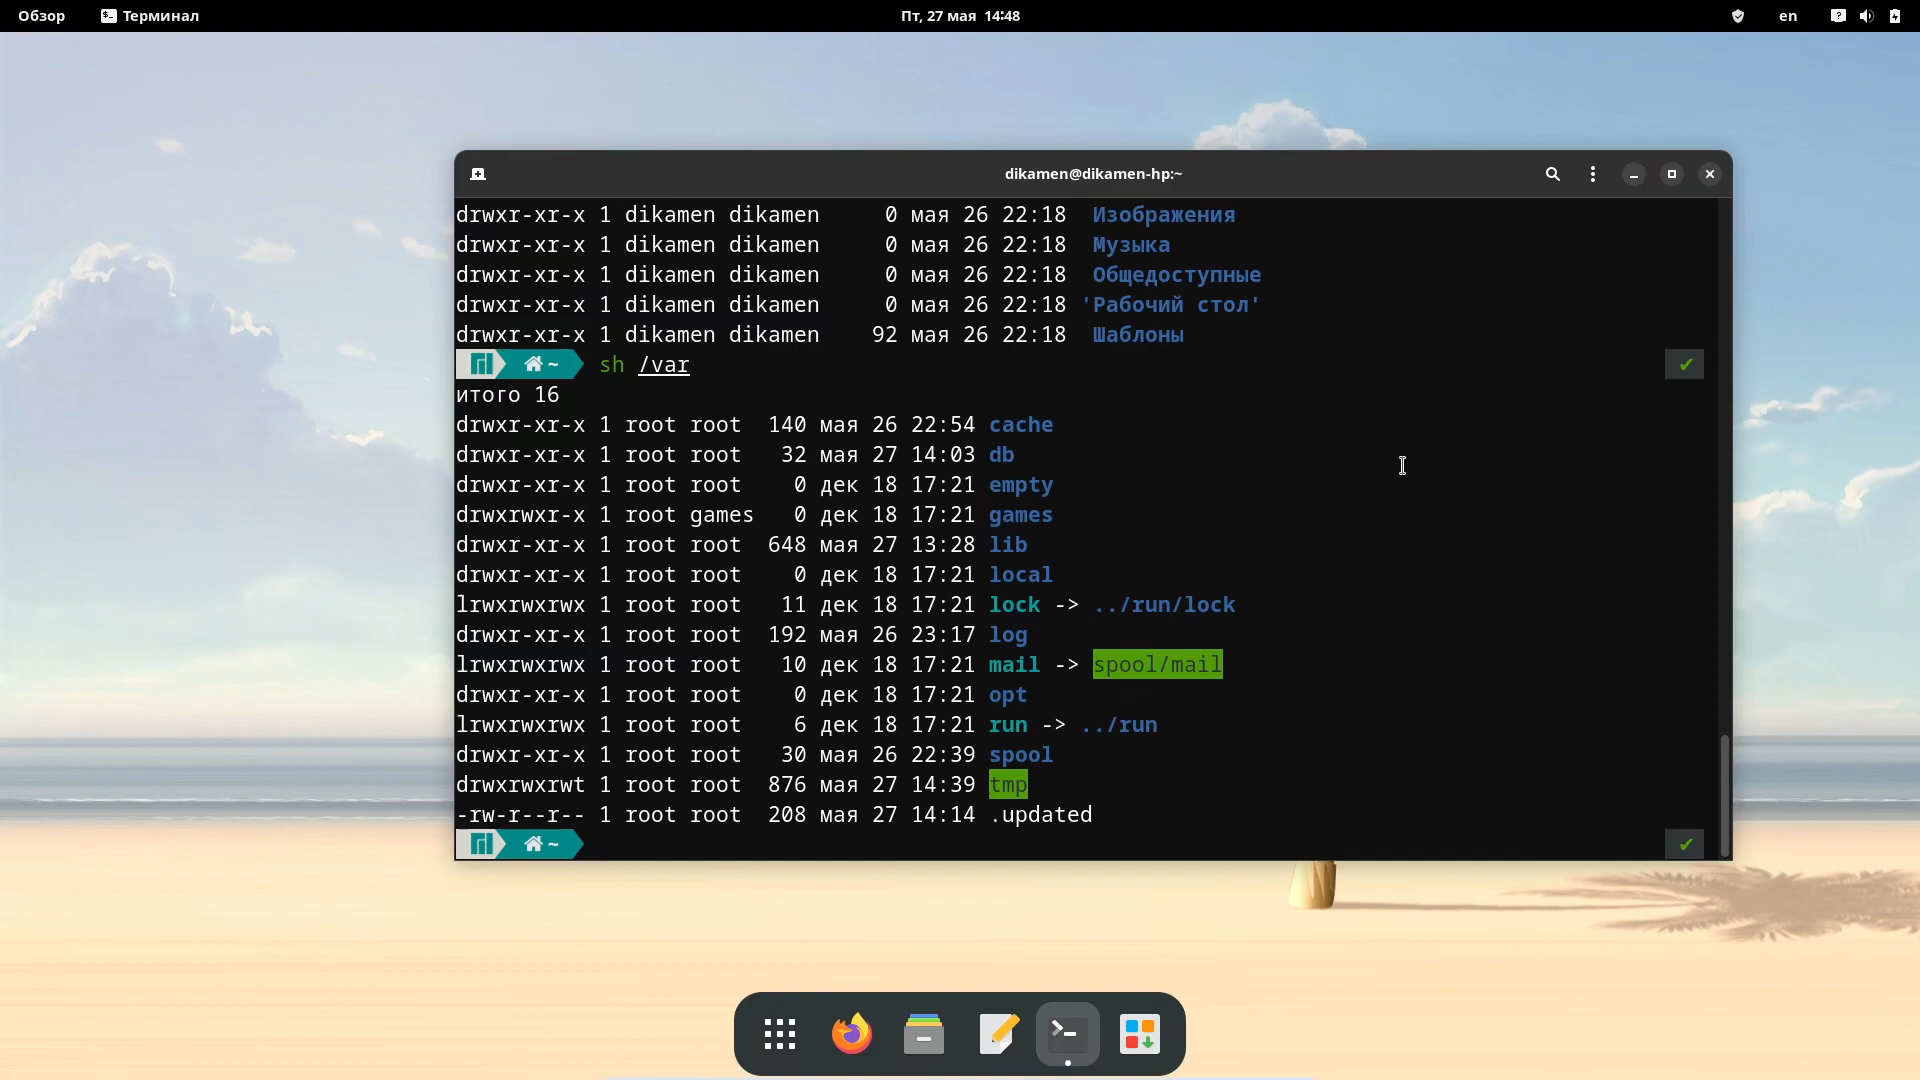 Обзор Терминал Пт, 27 мая 14:48 en
dikamen@dikamen-hp:~
drwxr-xr-x 1 dikamen dikamen 0 мая 26 22:18 Изображения
drwxr-xr-x 1 dikamen dikamen 0 мая 26 22:18 Музыка
drwxr-xr-x 1 dikamen dikamen 0 мая 26 22:18 Общедоступные
drwxr-xr-x 1 dikamen dikamen 0 мая 26 22:18 'Рабочий стол'
drwxr-xr-x 1 dikamen dikamen 92 мая 26 22:18 Шаблоны
~ sh /var ✔
итого 16
drwxr-xr-x 1 root root 140 мая 26 22:54 cache
drwxr-xr-x 1 root root 32 мая 27 14:03 db
drwxr-xr-x 1 root root 0 дек 18 17:21 empty
drwxrwxr-x 1 root games 0 дек 18 17:21 games
drwxr-xr-x 1 root root 648 мая 27 13:28 lib
drwxr-xr-x 1 root root 0 дек 18 17:21 local
lrwxrwxrwx 1 root root 11 дек 18 17:21 lock -> ../run/lock
drwxr-xr-x 1 root root 192 мая 26 23:17 log
lrwxrwxrwx 1 root root 10 дек 18 17:21 mail -> spool/mail
drwxr-xr-x 1 root root 0 дек 18 17:21 opt
lrwxrwxrwx 1 root root 6 дек 18 17:21 run -> ../run
drwxr-xr-x 1 root root 30 мая 26 22:39 spool
drwxrwxrwt 1 root root 876 мая 27 14:39 tmp
-rw-r--r-- 1 root root 208 мая 27 14:14 .updated
~ ✔